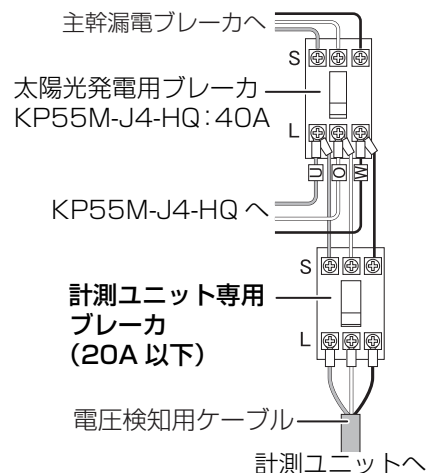 主幹漏電ブレーカへ
S
太陽光発電用ブレーカ
KP55M-J4-HQ：40A
L
U O W
KP55M-J4-HQ へ
S
計測ユニット専用
ブレーカ
（20A 以下）
L
電圧検知用ケーブル
計測ユニットへ